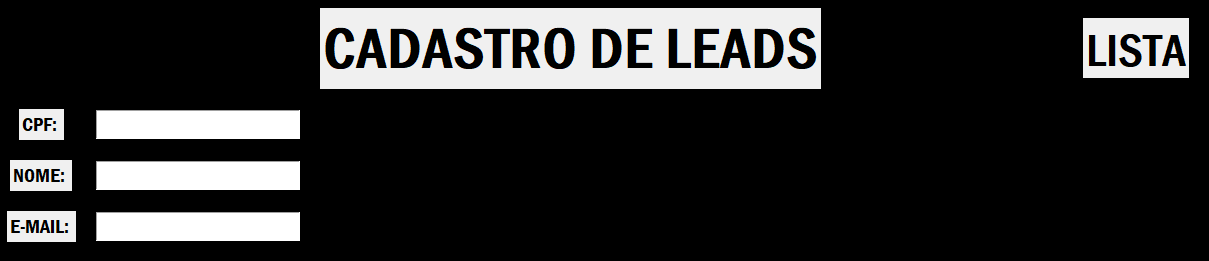 CADASTRO DE LEADS
LISTA
CPF:
NOME:
E-MAIL: